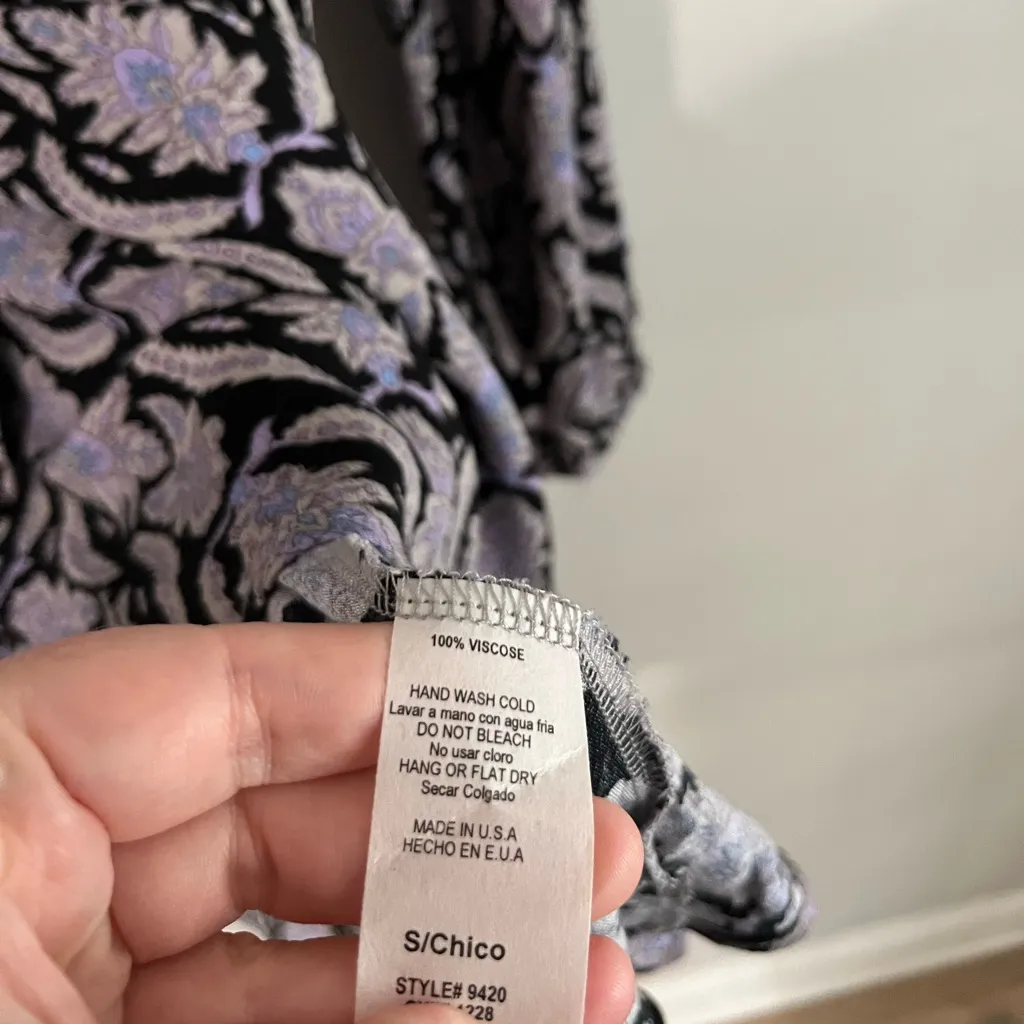 100% VISCOSE
HAND WASH COLD
Lavar a mano con agua fria
DO NOT BLEACH
No usar cloro
HANG OR FLAT DRY
Secar Colgado
MADE IN U.S.A
HECHO EN E.U.A
S/Chico
STYLE# 9420